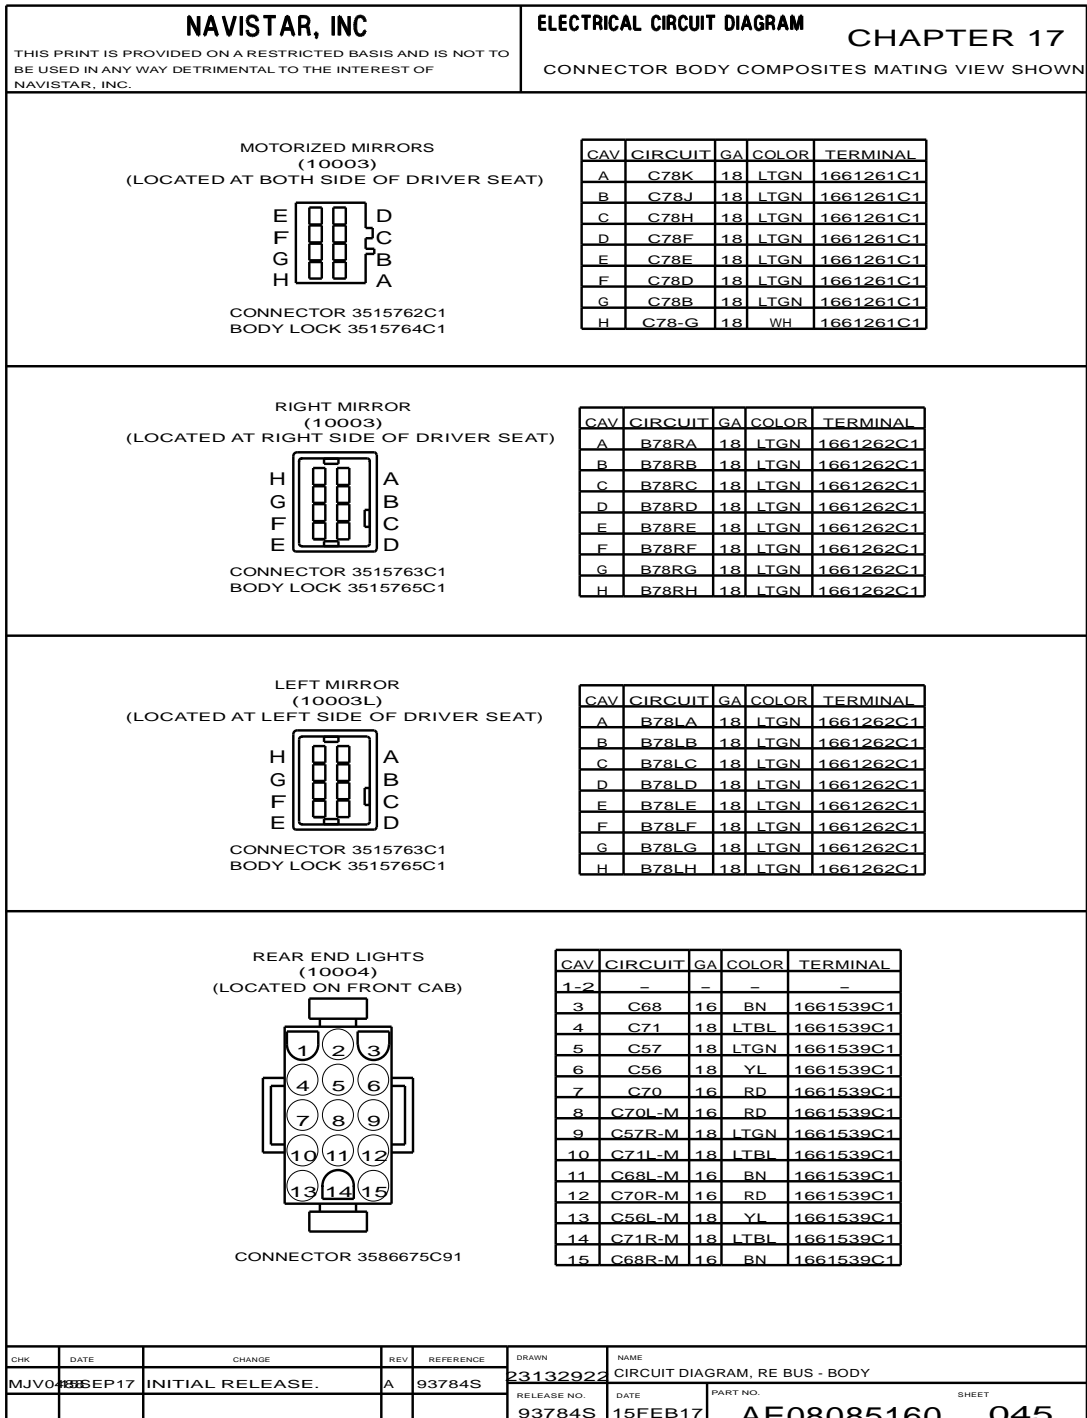 NAVISTAR, INC
THIS PRINT IS PROVIDED ON A RESTRICTED BASIS AND IS NOT TO
BE USED IN ANY WAY DETRIMENTAL TO THE INTEREST OF
NAVISTAR, INC.
ELECTRICAL CIRCUIT DIAGRAM
CHAPTER 17
CONNECTOR BODY COMPOSITES MATING VIEW SHOWN
MOTORIZED MIRRORS
(10003)
(LOCATED AT BOTH SIDE OF DRIVER SEAT)
E D
F C
G B
H A
CONNECTOR 3515762C1
BODY LOCK 3515764C1
CAV CIRCUIT GA COLOR TERMINAL
A C78K 18 LTGN 1661261C1
B C78J 18 LTGN 1661261C1
C C78H 18 LTGN 1661261C1
D C78F 18 LTGN 1661261C1
E C78E 18 LTGN 1661261C1
F C78D 18 LTGN 1661261C1
G C78B 18 LTGN 1661261C1
H C78-G 18 WH 1661261C1
RIGHT MIRROR
(10003)
(LOCATED AT RIGHT SIDE OF DRIVER SEAT)
H A
G B
F C
E D
CONNECTOR 3515763C1
BODY LOCK 3515765C1
CAV CIRCUIT GA COLOR TERMINAL
A B78RA 18 LTGN 1661262C1
B B78RB 18 LTGN 1661262C1
C B78RC 18 LTGN 1661262C1
D B78RD 18 LTGN 1661262C1
E B78RE 18 LTGN 1661262C1
F B78RF 18 LTGN 1661262C1
G B78RG 18 LTGN 1661262C1
H B78RH 18 LTGN 1661262C1
LEFT MIRROR
(10003L)
(LOCATED AT LEFT SIDE OF DRIVER SEAT)
H A
G B
F C
E D
CONNECTOR 3515763C1
BODY LOCK 3515765C1
CAV CIRCUIT GA COLOR TERMINAL
A B78LA 18 LTGN 1661262C1
B B78LB 18 LTGN 1661262C1
C B78LC 18 LTGN 1661262C1
D B78LD 18 LTGN 1661262C1
E B78LE 18 LTGN 1661262C1
F B78LF 18 LTGN 1661262C1
G B78LG 18 LTGN 1661262C1
H B78LH 18 LTGN 1661262C1
REAR END LIGHTS
(10004)
(LOCATED ON FRONT CAB)
1 2 3
4 5 6
7 8 9
10 11 12
13 14 15
CONNECTOR 3586675C91
CAV CIRCUIT GA COLOR TERMINAL
1-2 – – – –
3 C68 16 BN 1661539C1
4 C71 18 LTBL 1661539C1
5 C57 18 LTGN 1661539C1
6 C56 18 YL 1661539C1
7 C70 16 RD 1661539C1
8 C70L-M 16 RD 1661539C1
9 C57R-M 18 LTGN 1661539C1
10 C71L-M 18 LTBL 1661539C1
11 C68L-M 16 BN 1661539C1
12 C70R-M 16 RD 1661539C1
13 C56L-M 18 YL 1661539C1
14 C71R-M 18 LTBL 1661539C1
15 C68R-M 16 BN 1661539C1
CHK DATE CHANGE REV REFERENCE
INITIAL RELEASE. A 93784S
DRAWN
23132922
NAME
CIRCUIT DIAGRAM, RE BUS - BODY
RELEASE NO. DATE PART NO. SHEET
93784S 15FEB17 AE08085160 045